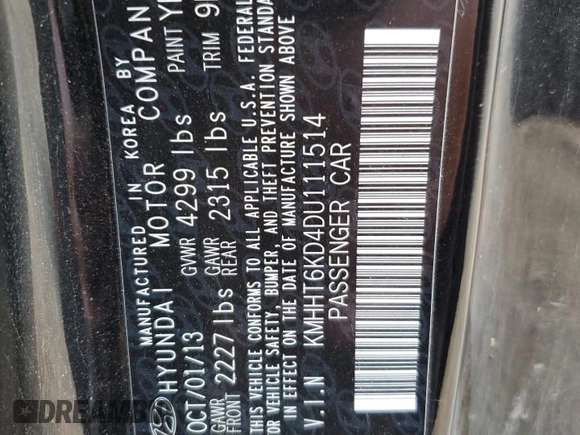 MANUFACTURED IN KOREA BY
HYUNDAI MOTOR COMPAN
OCT/01/13 GVWR 4299 lbs PAINT
GAWR FRONT 2227 lbs GAWR REAR 2315 lbs TRIM
THIS VEHICLE CONFORMS TO ALL APPLICABLE U.S.A. FEDERAL
VEHICLE SAFETY, BUMPER, AND THEFT PREVENTION STANDA
IN EFFECT ON THE DATE OF MANUFACTURE SHOWN ABOVE
V.I.N KMHHT6KD4DU111514
PASSENGER CAR